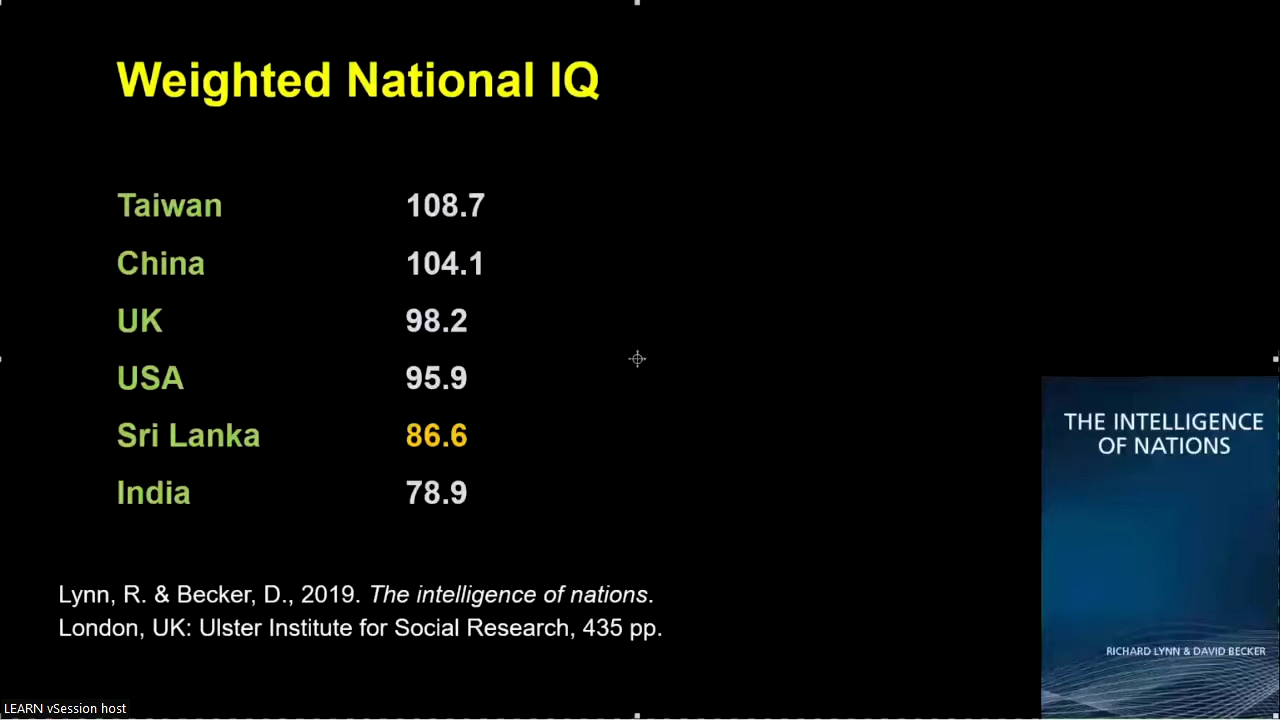 Weighted National IQ
Taiwan 108.7
China 104.1
UK 98.2
USA 95.9
Sri Lanka 86.6
India 78.9
Lynn, R. & Becker, D., 2019. The intelligence of nations.
London, UK: Ulster Institute for Social Research, 435 pp.
THE INTELLIGENCE
OF NATIONS
RICHARD LYNN & DAVID BECKER
LEARN vSession host